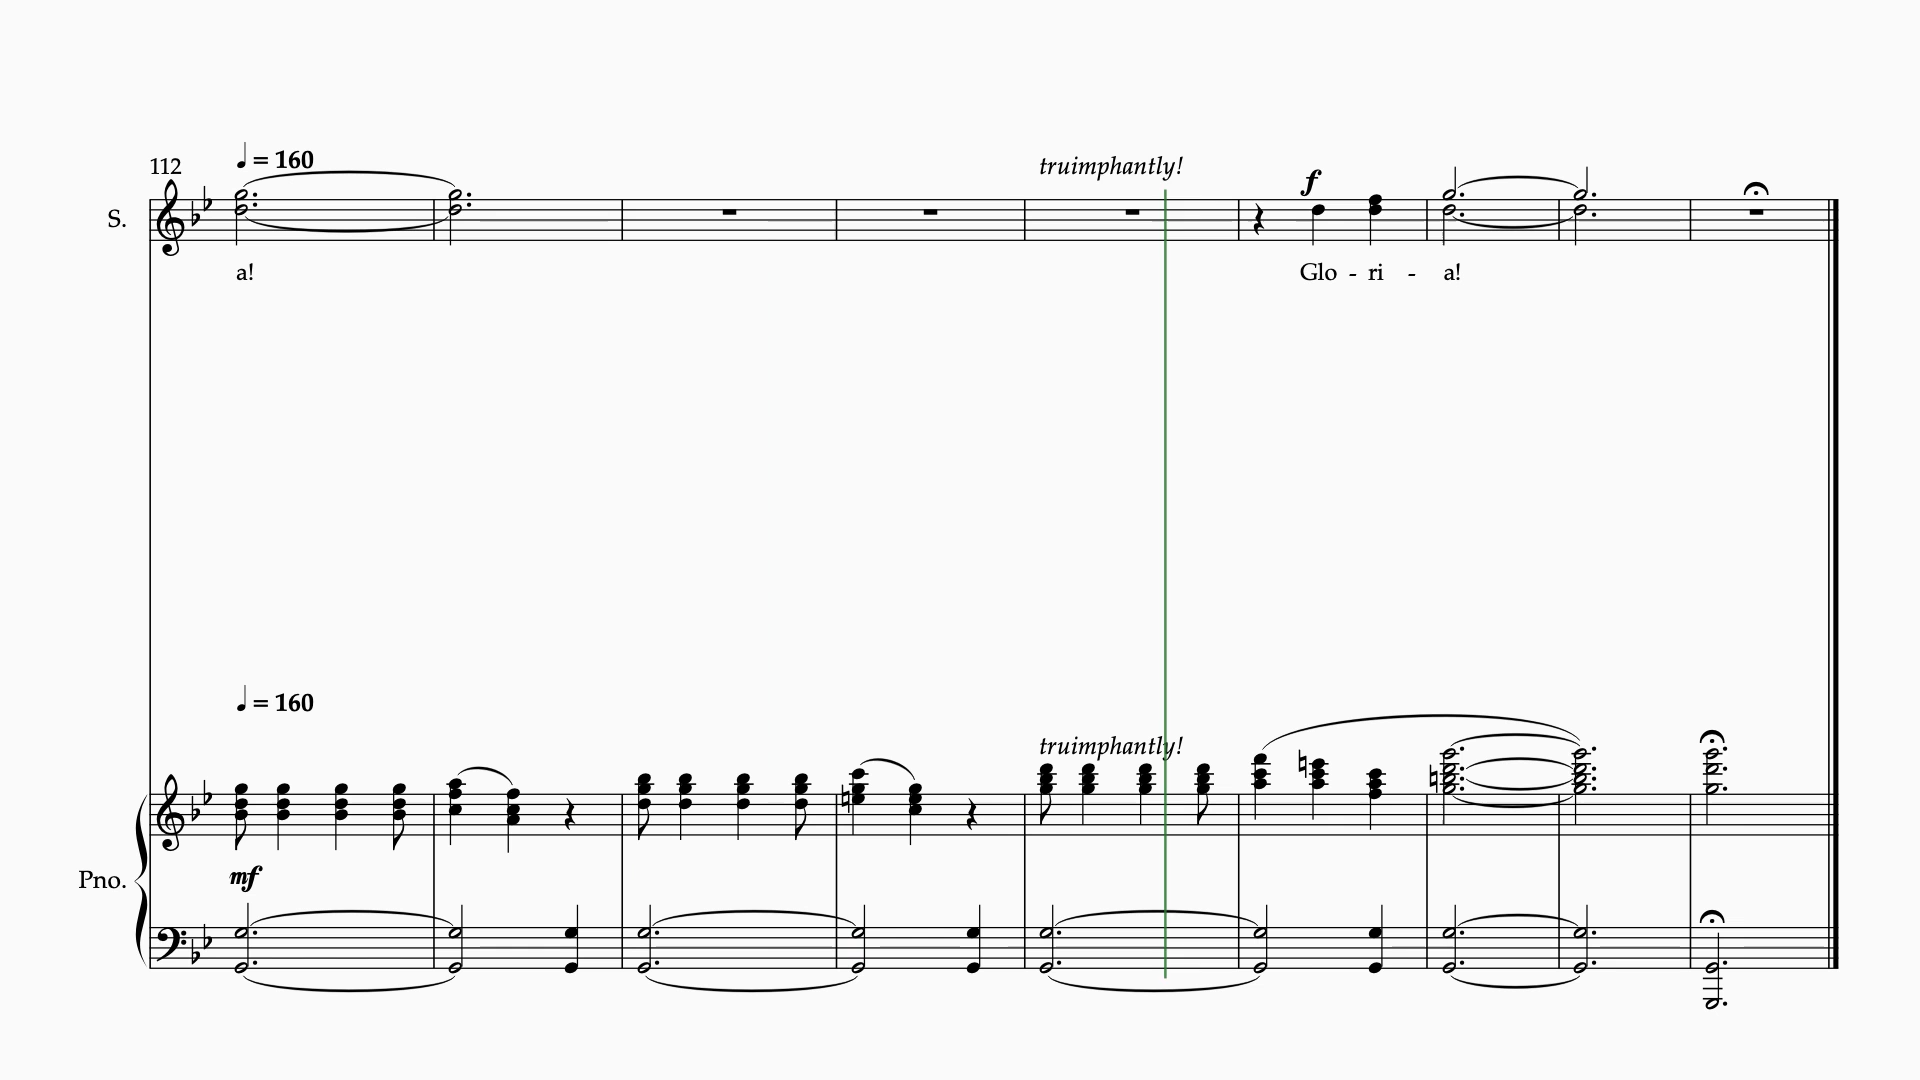 112
♩ = 160
truimphantly!
f
S.
a!
Glo - ri - a!
♩ = 160
truimphantly!
mf
Pno.